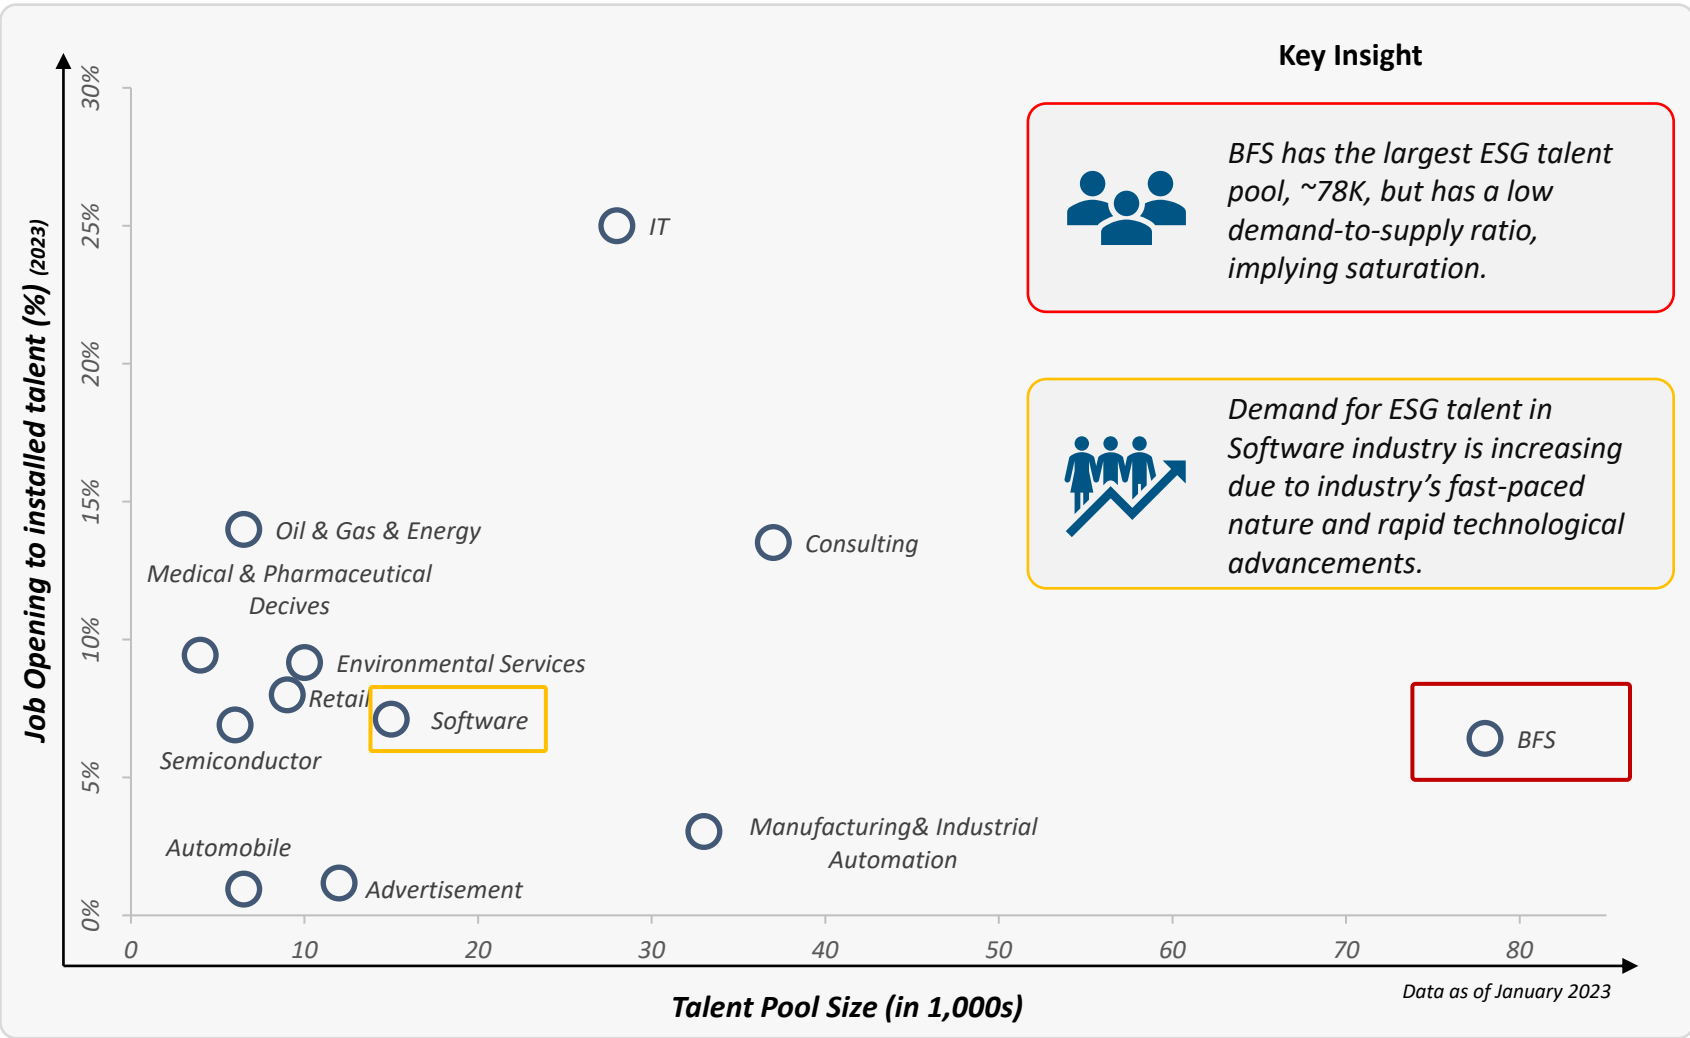 Key Insight
BFS has the largest ESG talent
pool, ~78K, but has a low
demand-to-supply ratio,
implying saturation.
Demand for ESG talent in
Software industry is increasing
due to industry’s fast-paced
nature and rapid technological
advancements.
Job Opening to installed talent (%) (2023)
30%
25%
20%
15%
10%
5%
0%
IT
Oil & Gas & Energy
Consulting
Medical & Pharmaceutical
Decives
Environmental Services
Retail
Software
BFS
Semiconductor
Manufacturing& Industrial
Automation
Automobile
Advertisement
0 10 20 30 40 50 60 70 80
Talent Pool Size (in 1,000s)
Data as of January 2023